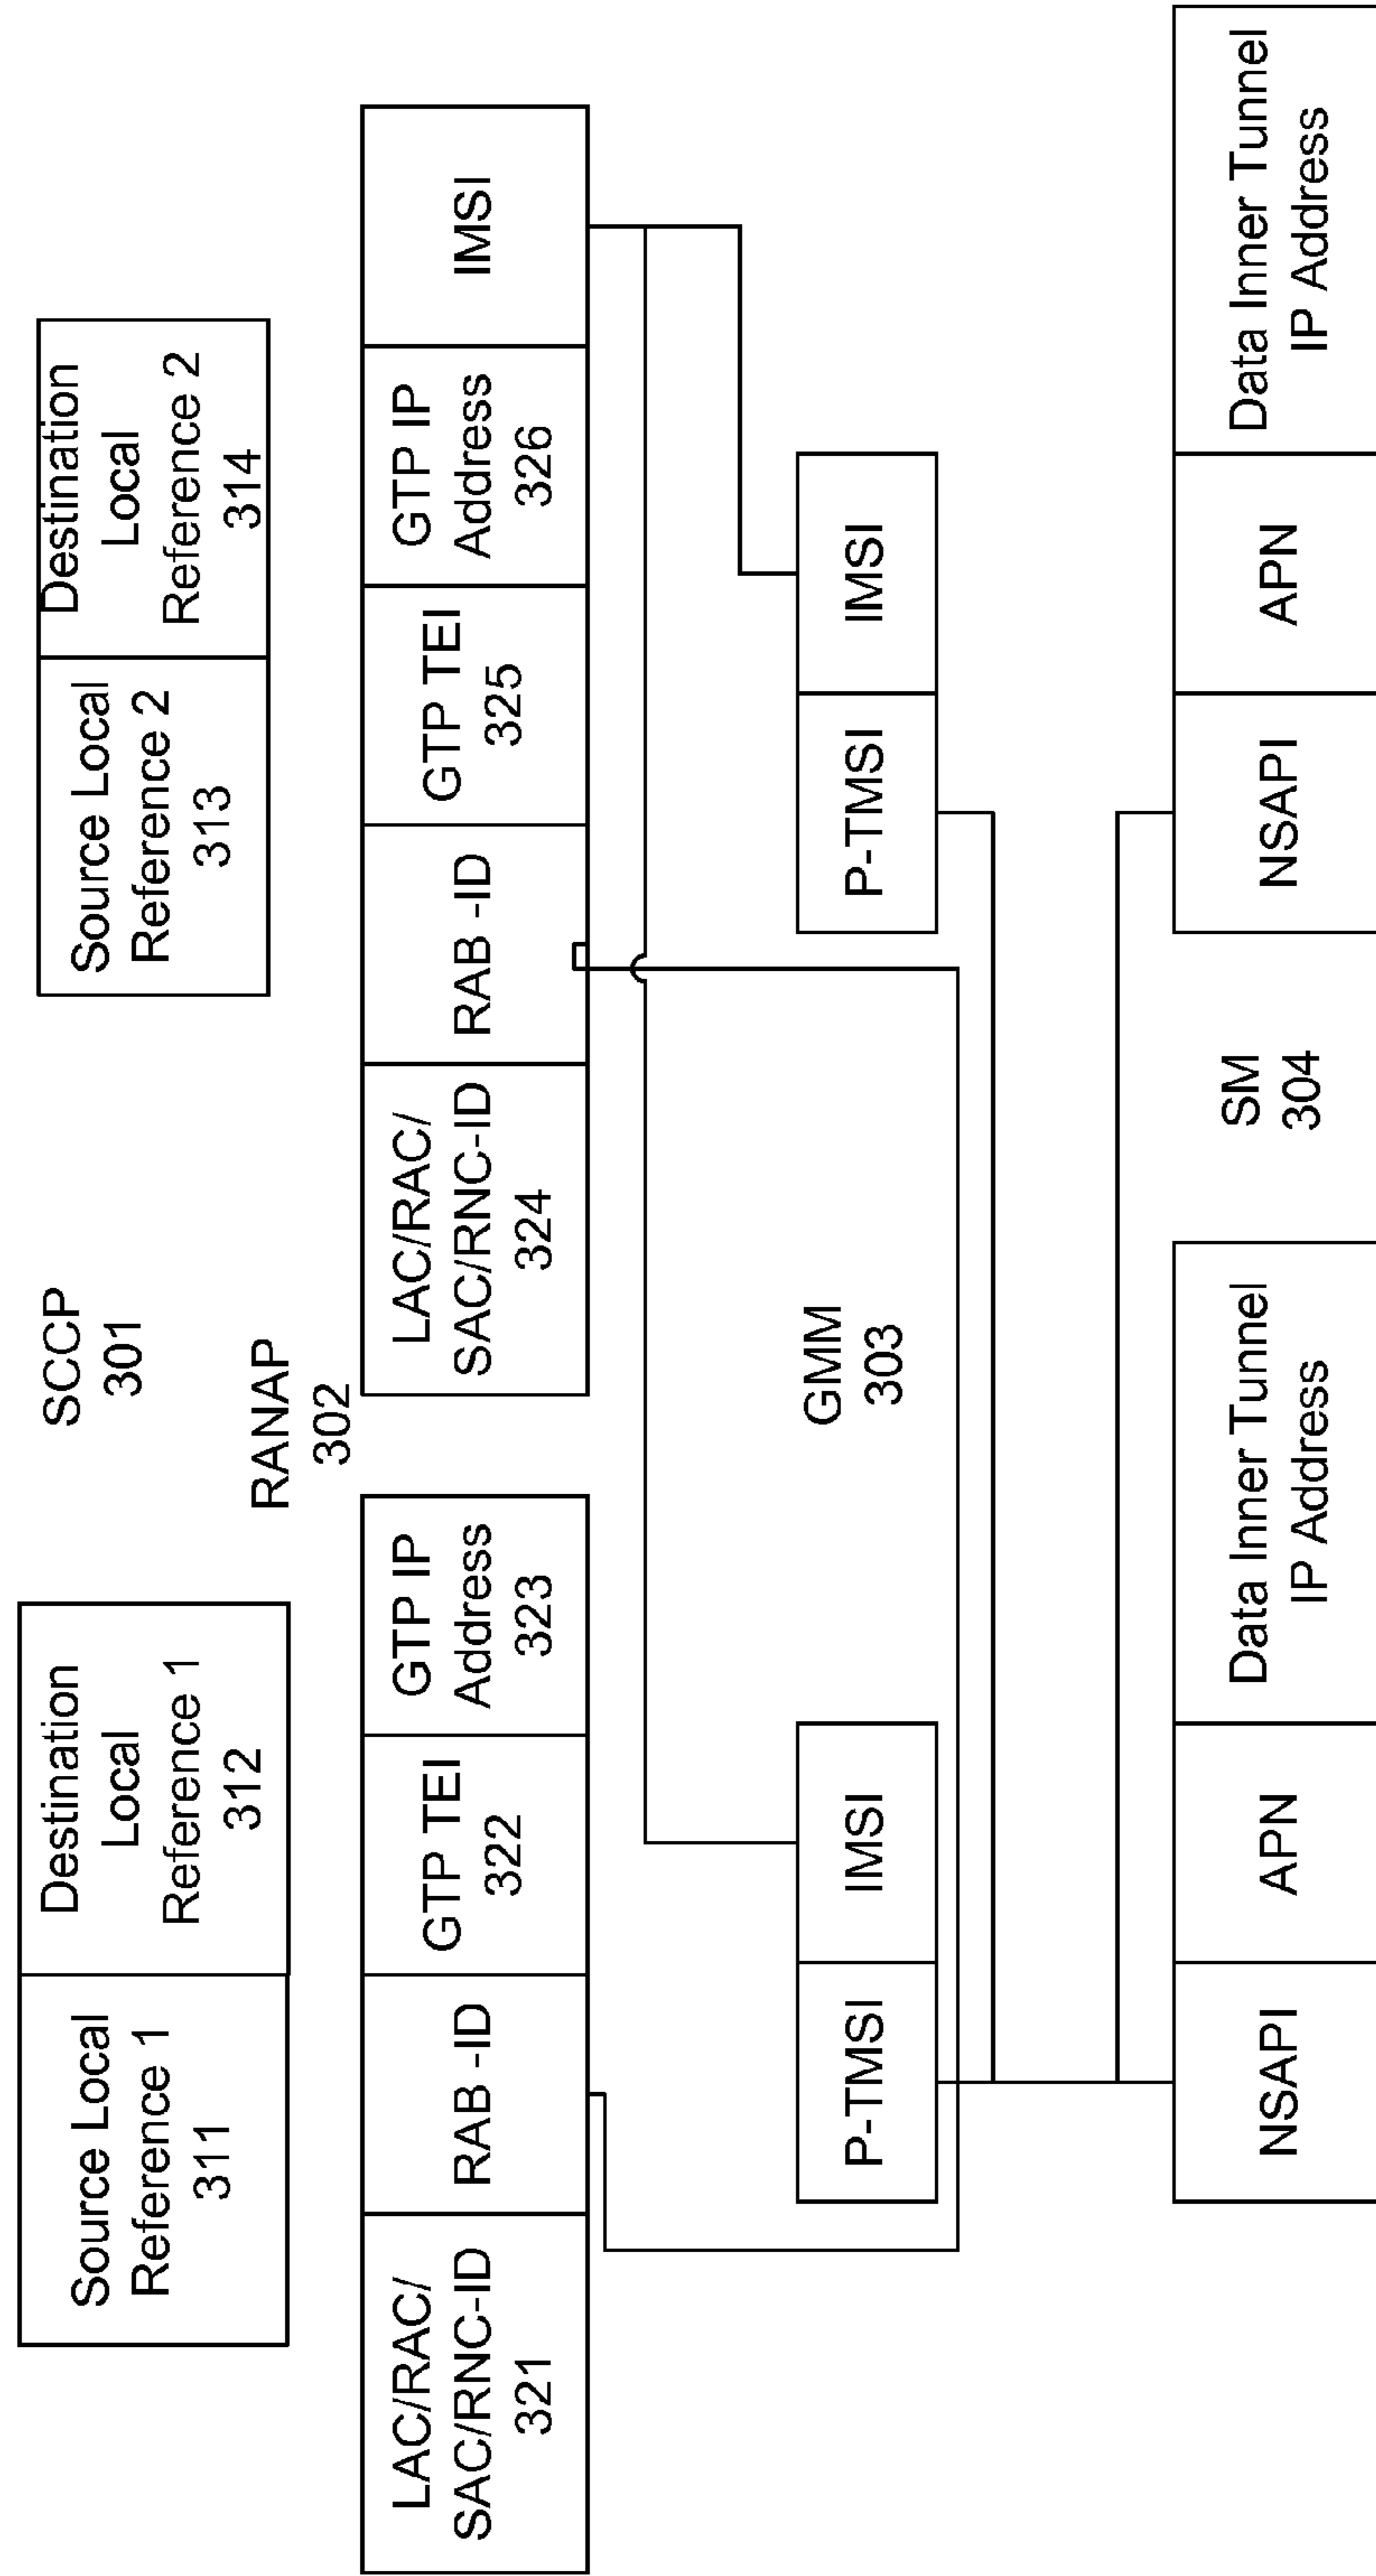 SCCP
301
Source Local
Reference 1
311
Destination
Local
Reference 1
312
Source Local
Reference 2
313
Destination
Local
Reference 2
314
RANAP
302
LAC/RAC/
SAC/RNC-ID
321
RAB -ID
GTP TEI
322
GTP IP
Address
323
LAC/RAC/
SAC/RNC-ID
324
RAB -ID
GTP TEI
325
GTP IP
Address
326
IMSI
P-TMSI
IMSI
GMM
303
P-TMSI
IMSI
NSAPI
APN
Data Inner Tunnel
IP Address
SM
304
NSAPI
APN
Data Inner Tunnel
IP Address